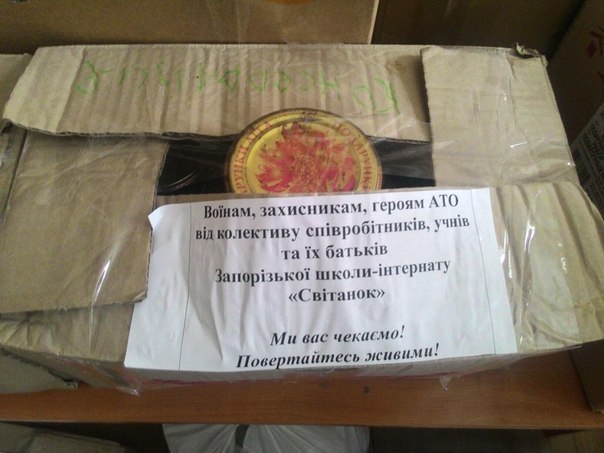 ПОДАРУНКИ
Воїнам, захисникам, героям АТО
від колективу співробітників, учнів
та їх батьків
Запорізької школи-інтернату
«Світанок»
Ми вас чекаємо!
Повертайтесь живими!